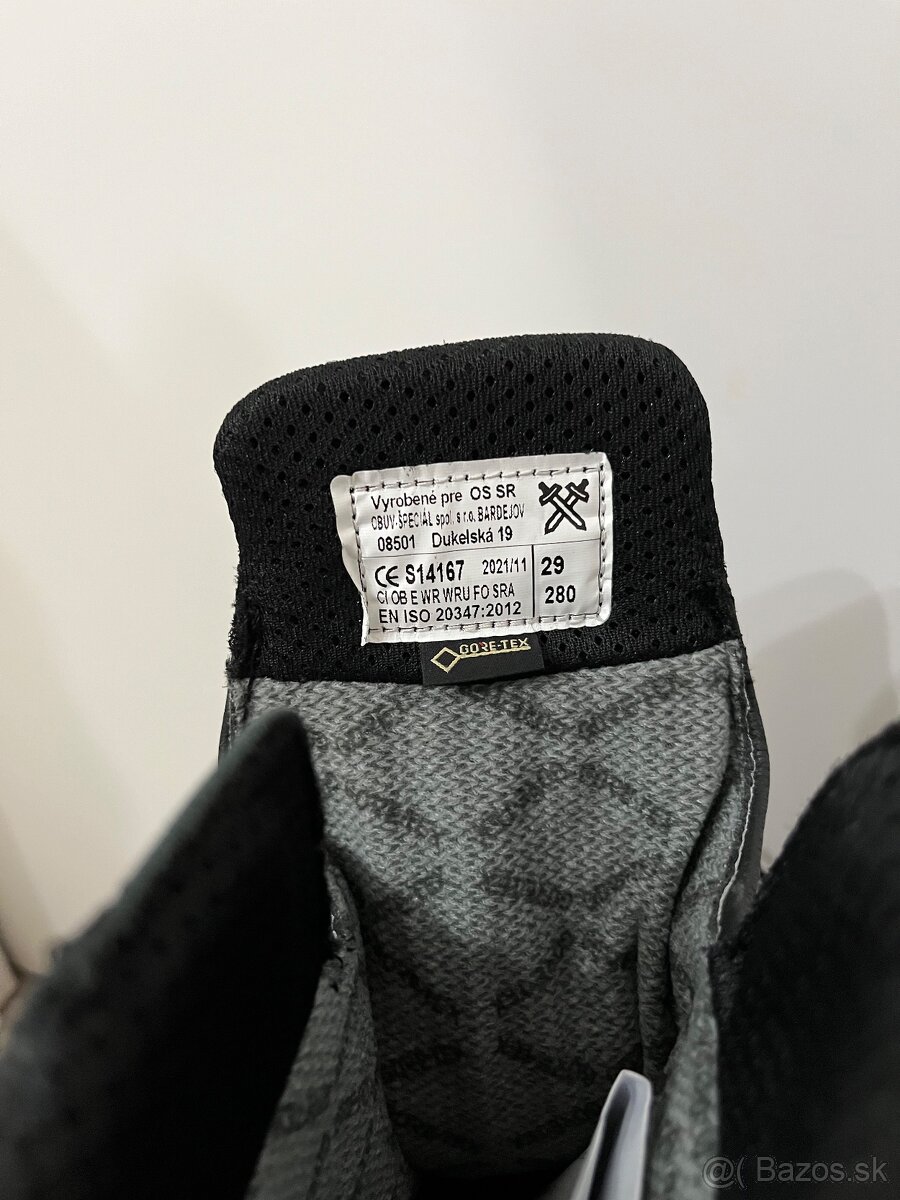 Vyrobené pre OS SR
OBUV-ŠPECIÁL spol. s r.o. BARDEJOV
08501 Dukelská 19
CE S14167 2021/11 29
CI OB E WR WRU FO SRA
280
EN ISO 20347:2012
GORE-TEX
@( Bazos.sk